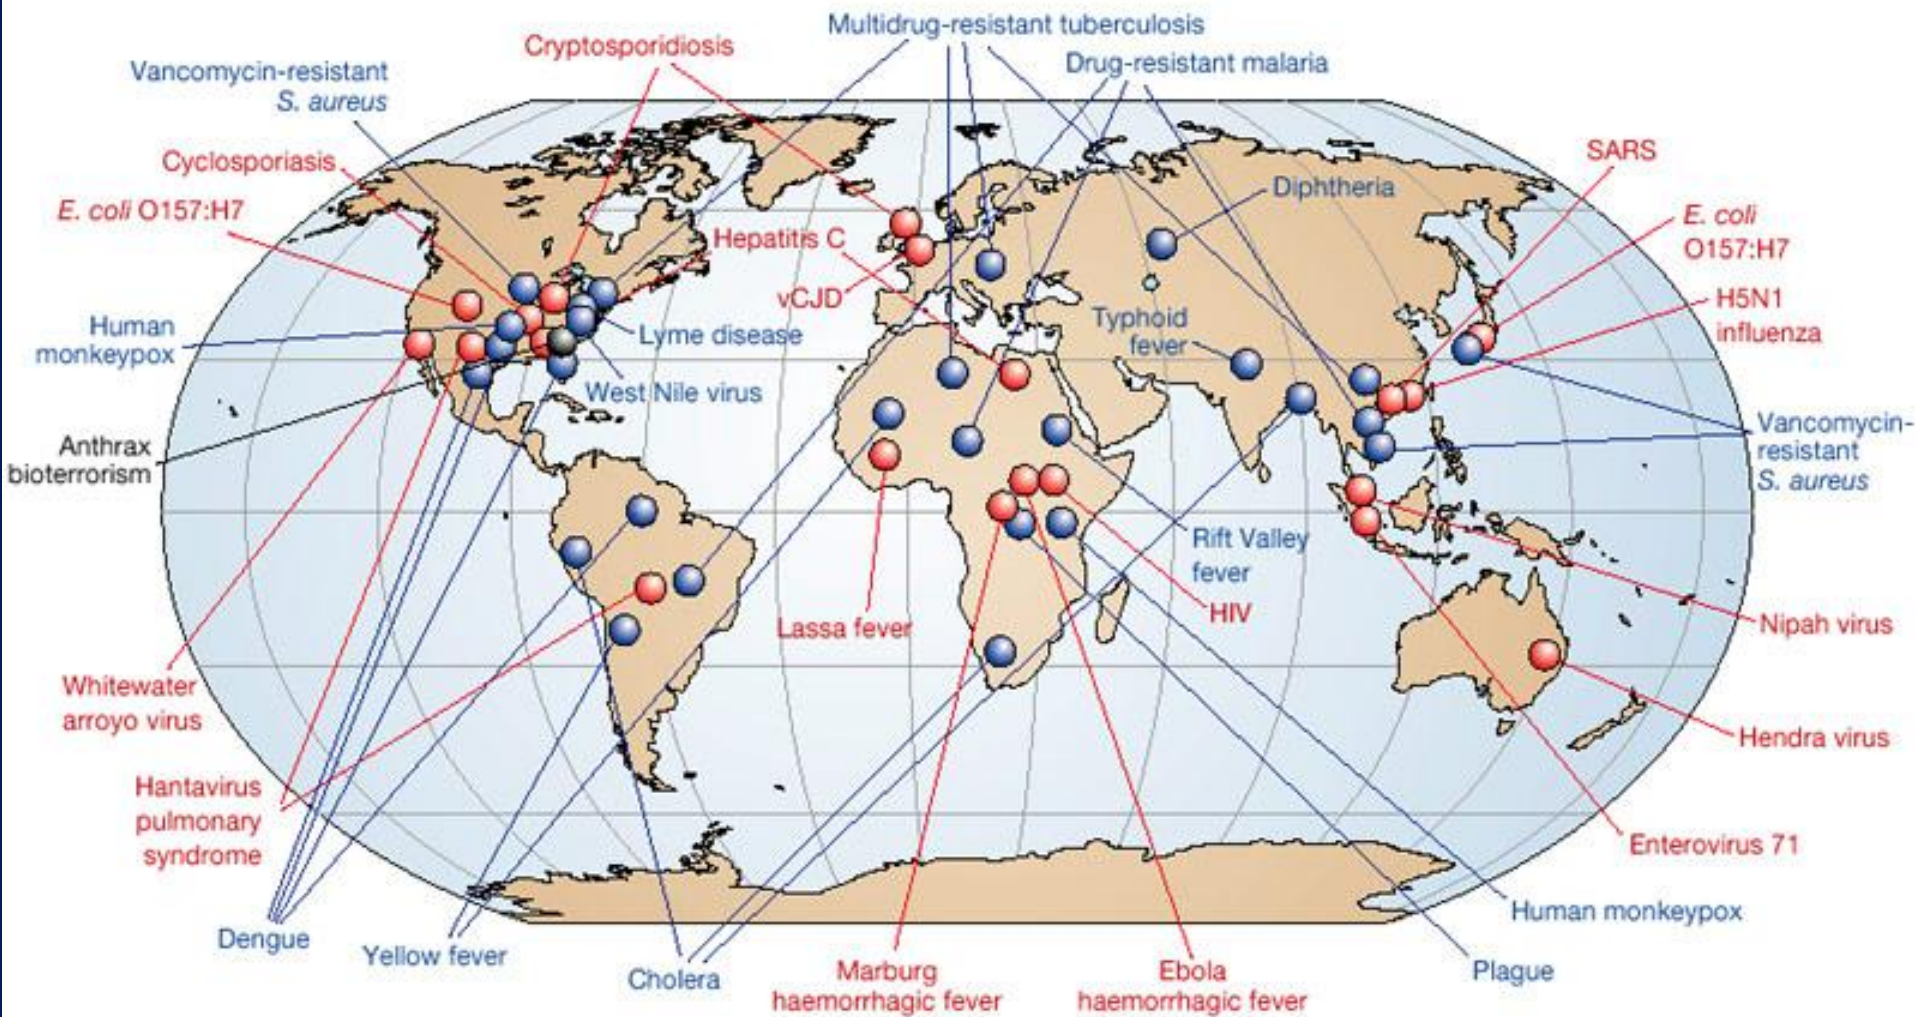 Multidrug-resistant tuberculosis
Cryptosporidiosis
Drug-resistant malaria
Vancomycin-resistant
S. aureus
Cyclosporiasis
SARS
Diphtheria
E. coli O157:H7
E. coli
O157:H7
Hepatitis C
vCJD
H5N1
influenza
Human
monkeypox
Lyme disease
Typhoid
fever
West Nile virus
Anthrax
bioterrorism
Vancomycin-
resistant
S. aureus
Rift Valley
fever
HIV
Lassa fever
Nipah virus
Whitewater
arroyo virus
Hendra virus
Hantavirus
pulmonary
syndrome
Enterovirus 71
Human monkeypox
Dengue
Yellow fever
Cholera
Marburg
haemorrhagic fever
Ebola
haemorrhagic fever
Plague